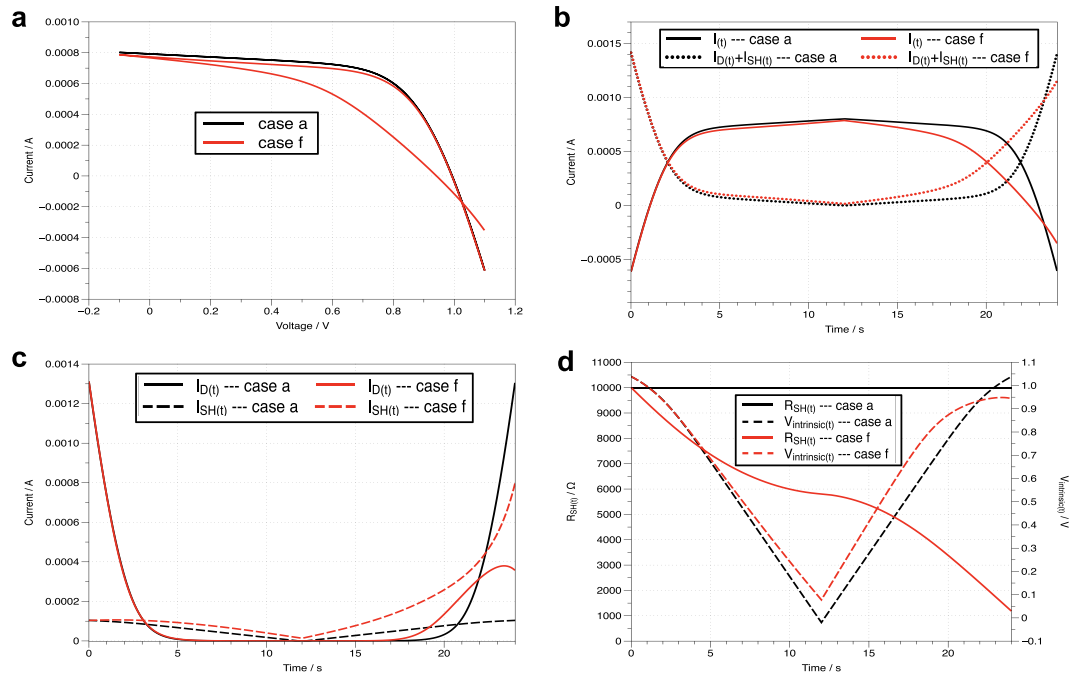 a
0.0010
0.0008
0.0006
0.0004
0.0002
0
−0.0002
−0.0004
−0.0006
−0.0008
−0.2
0
0.2
0.4
0.6
0.8
1.0
1.2
Current / A
Voltage / V
case a
case f
b
0.0015
0.0010
0.0005
0
−0.0005
0
5
10
15
20
Current / A
Time / s
I(t) --- case a
I(t) --- case f
ID(t)+ISH(t) --- case a
ID(t)+ISH(t) --- case f
c
0.0014
0.0012
0.0010
0.0008
0.0006
0.0004
0.0002
0
0
5
10
15
20
Current / A
Time / s
ID(t) --- case a
ID(t) --- case f
ISH(t) --- case a
ISH(t) --- case f
d
11000
10000
9000
8000
7000
6000
5000
4000
3000
2000
1000
0
0
5
10
15
20
1.1
1.0
0.9
0.8
0.7
0.6
0.5
0.4
0.3
0.2
0.1
0
−0.1
RSH(t) / Ω
Vintrinsic(t) / V
Time / s
RSH(t) --- case a
Vintrinsic(t) --- case a
RSH(t) --- case f
Vintrinsic(t) --- case f